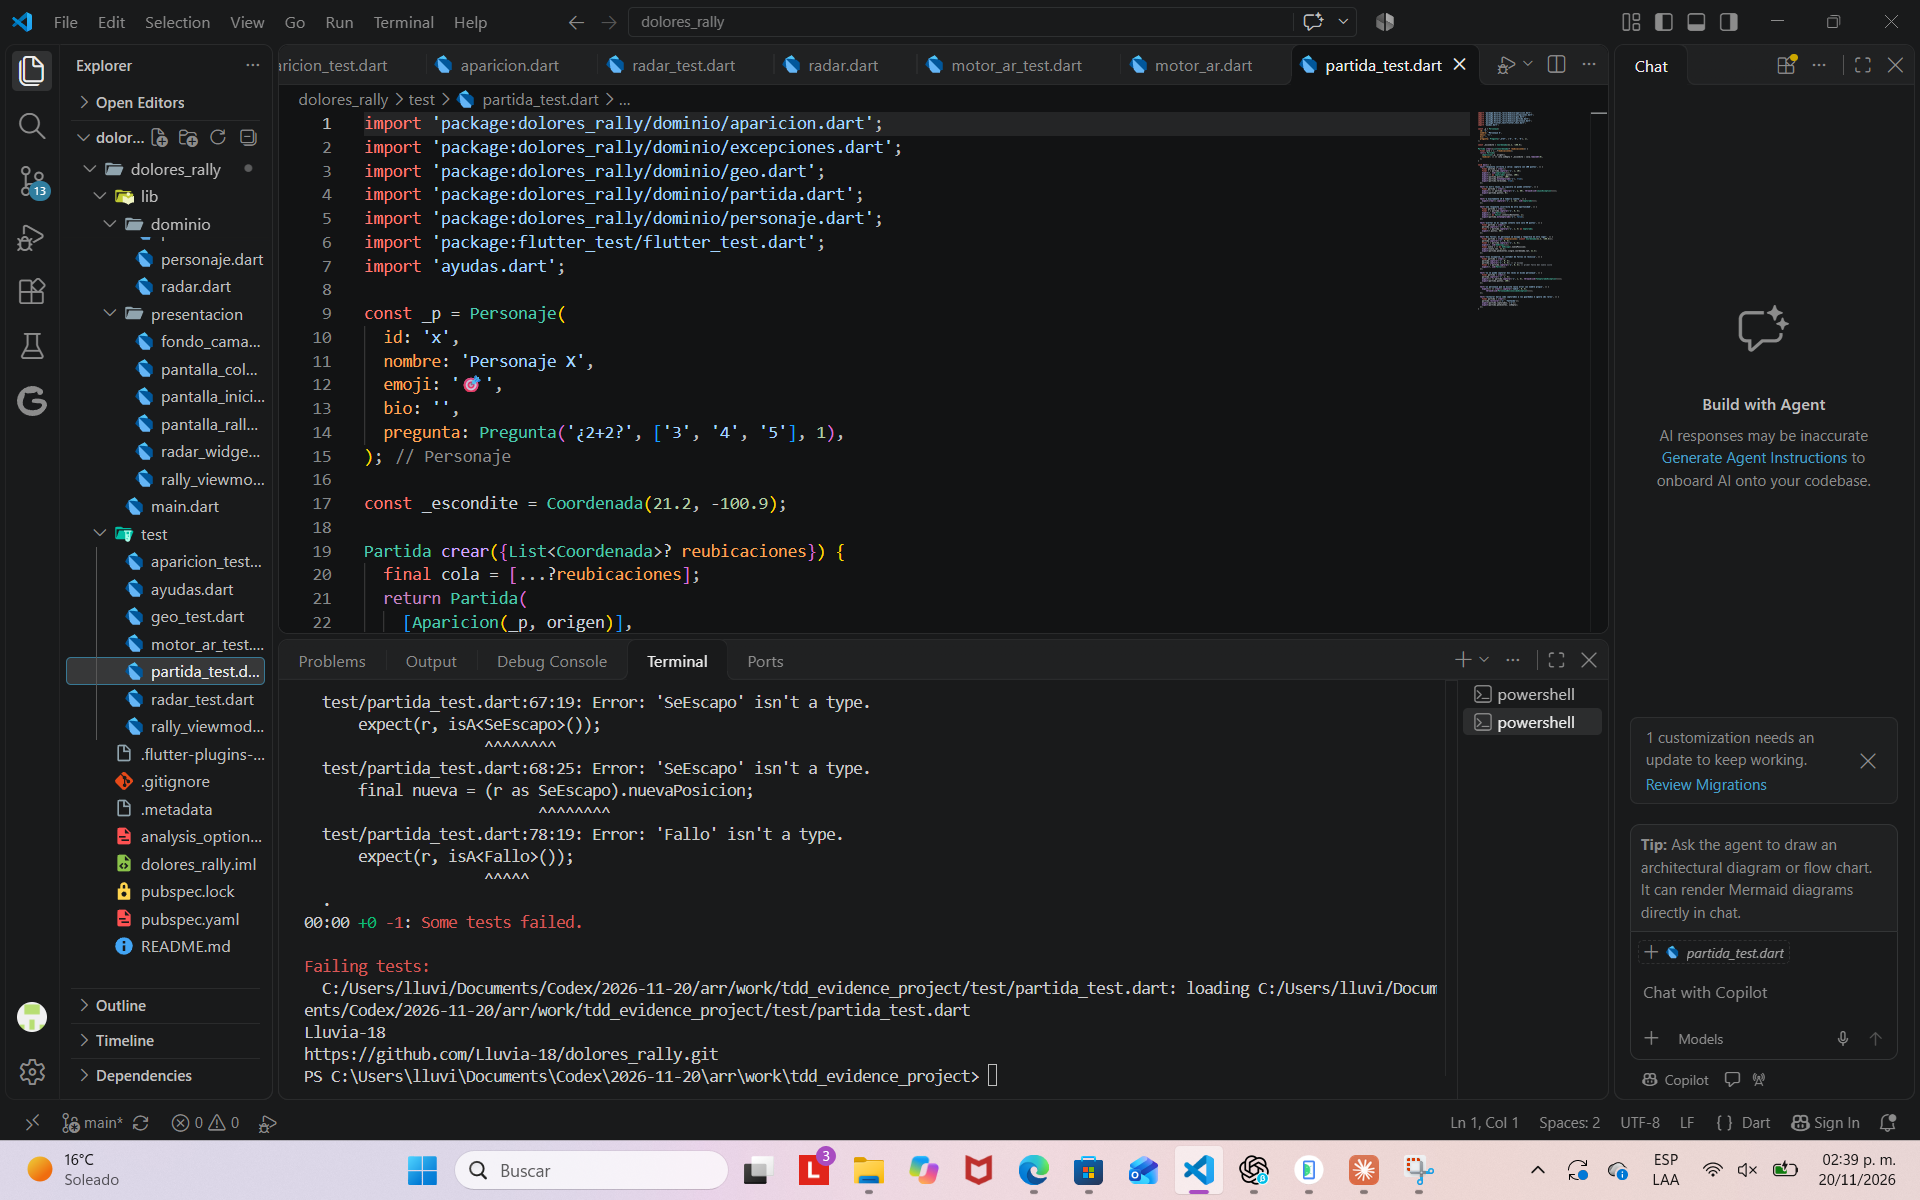 File Edit Selection View Go Run Terminal Help
dolores_rally
Explorer
Open Editors
dolor...
dolores_rally
lib
dominio
personaje.dart
radar.dart
presentacion
fondo_cama...
pantalla_col...
pantalla_inici...
pantalla_rall...
radar_widge...
rally_viewmo...
main.dart
test
aparicion_test...
ayudas.dart
geo_test.dart
motor_ar_test....
partida_test.d...
radar_test.dart
rally_viewmod...
.flutter-plugins-...
.gitignore
.metadata
analysis_option...
dolores_rally.iml
pubspec.lock
pubspec.yaml
README.md
Outline
Timeline
Dependencies
13
ricion_test.dart aparicion.dart radar_test.dart radar.dart motor_ar_test.dart motor_ar.dart partida_test.dart
dolores_rally > test > partida_test.dart > ...
1 import 'package:dolores_rally/dominio/aparicion.dart';
2 import 'package:dolores_rally/dominio/excepciones.dart';
3 import 'package:dolores_rally/dominio/geo.dart';
4 import 'package:dolores_rally/dominio/partida.dart';
5 import 'package:dolores_rally/dominio/personaje.dart';
6 import 'package:flutter_test/flutter_test.dart';
7 import 'ayudas.dart';
8
9 const _p = Personaje(
10 id: 'x',
11 nombre: 'Personaje X',
12 emoji: '🎯',
13 bio: '',
14 pregunta: Pregunta('¿2+2?', ['3', '4', '5'], 1),
15 ); // Personaje
16
17 const _escondite = Coordenada(21.2, -100.9);
18
19 Partida crear({List<Coordenada>? reubicaciones}) {
20 final cola = [...?reubicaciones];
21 return Partida(
22 [Aparicion(_p, origen)],
Problems Output Debug Console Terminal Ports
test/partida_test.dart:67:19: Error: 'SeEscapo' isn't a type.
expect(r, isA<SeEscapo>());
^^^^^^^^
test/partida_test.dart:68:25: Error: 'SeEscapo' isn't a type.
final nueva = (r as SeEscapo).nuevaPosicion;
^^^^^^^^
test/partida_test.dart:78:19: Error: 'Fallo' isn't a type.
expect(r, isA<Fallo>());
^^^^^
.
00:00 +0 -1: Some tests failed.
Failing tests:
C:/Users/lluvi/Documents/Codex/2026-11-20/arr/work/tdd_evidence_project/test/partida_test.dart: loading C:/Users/lluvi/Docum
ents/Codex/2026-11-20/arr/work/tdd_evidence_project/test/partida_test.dart
Lluvia-18
https://github.com/Lluvia-18/dolores_rally.git
PS C:\Users\lluvi\Documents\Codex\2026-11-20\arr\work\tdd_evidence_project>
powershell
powershell
Chat
Build with Agent
AI responses may be inaccurate
Generate Agent Instructions to
onboard AI onto your codebase.
1 customization needs an
update to keep working.
Review Migrations
Tip: Ask the agent to draw an
architectural diagram or flow chart.
It can render Mermaid diagrams
directly in chat.
partida_test.dart
Chat with Copilot
Models
Copilot
main* 0 0
Ln 1, Col 1 Spaces: 2 UTF-8 LF { } Dart Sign In
16°C
Soleado
Buscar
L 3
ESP
LAA
02:39 p. m.
20/11/2026